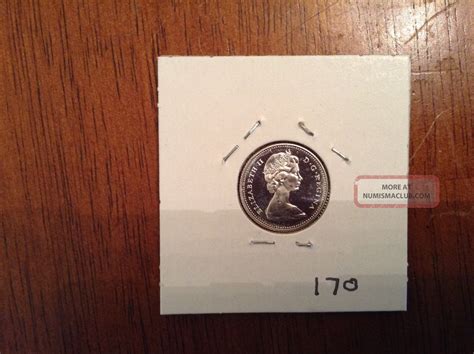 ELIZABETH II D·G·REGINA
MORE AT
NUMISMACLUB.COM
170